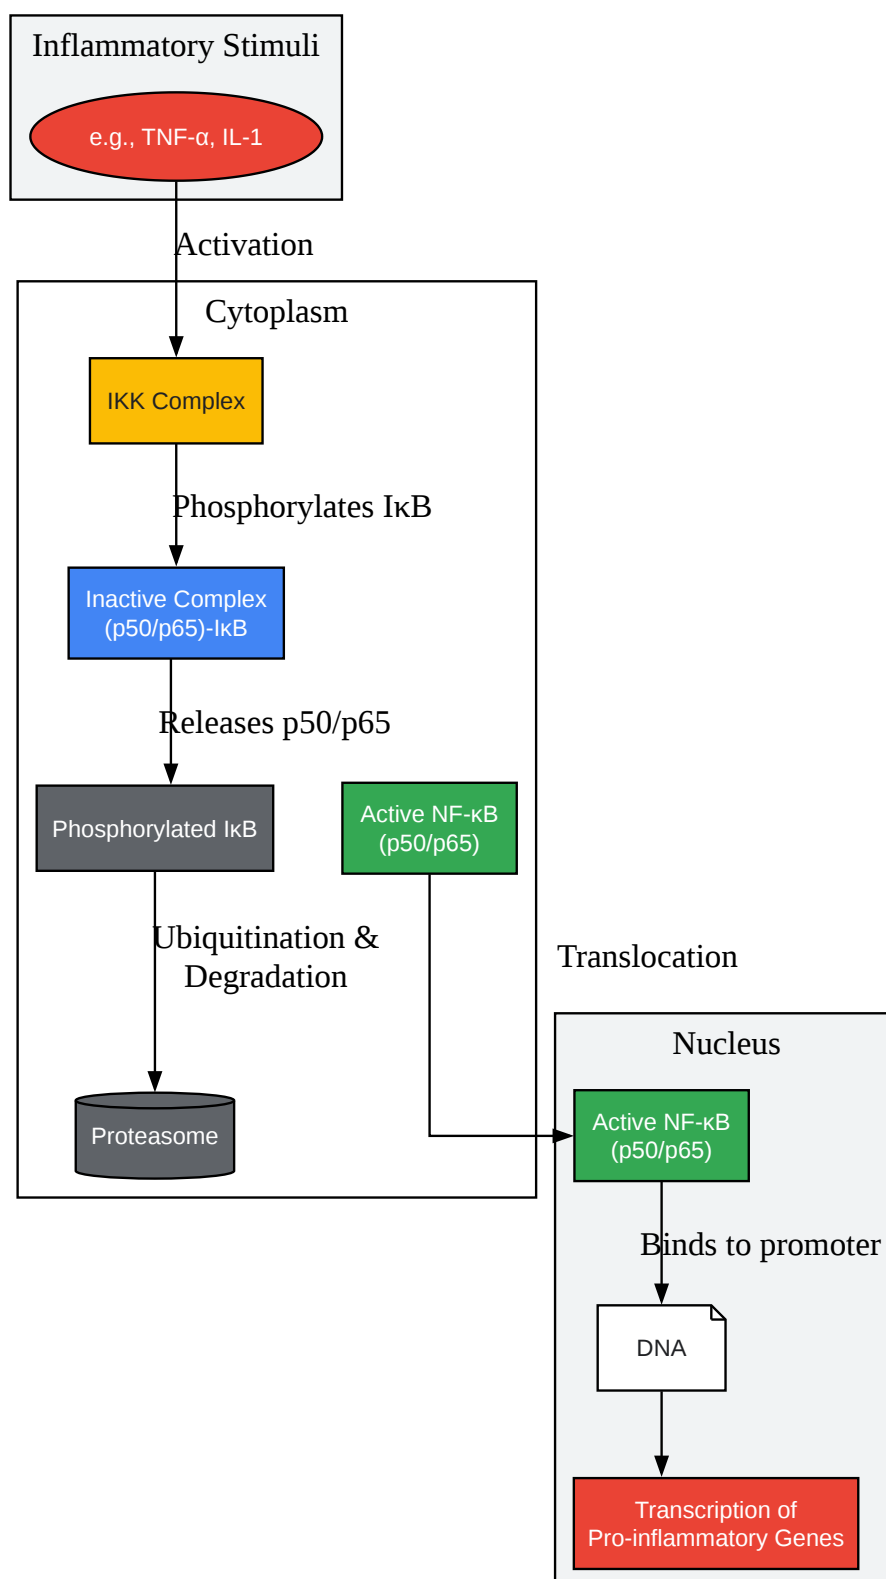 Inflammatory Stimuli
e.g., TNF-α, IL-1
Activation
Cytoplasm
IKK Complex
Phosphorylates IκB
Inactive Complex
(p50/p65)-IκB
Releases p50/p65
Phosphorylated IκB
Active NF-κB
(p50/p65)
Ubiquitination &
Degradation
Translocation
Nucleus
Proteasome
Active NF-κB
(p50/p65)
Binds to promoter
DNA
Transcription of
Pro-inflammatory Genes